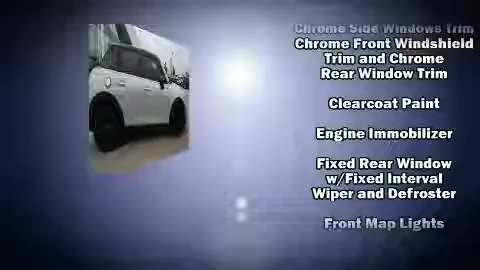 Chrome Side Windows Trim
Chrome Front Windshield
Trim and Chrome
Rear Window Trim
Clearcoat Paint
Engine Immobilizer
Fixed Rear Window
w/Fixed Interval
Wiper and Defroster
Front Map Lights